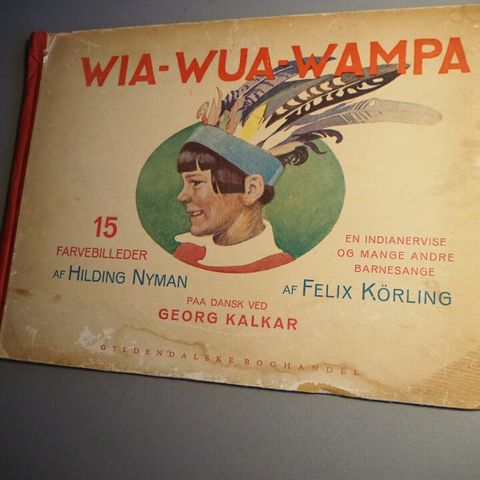 WIA-WUA-WAMPA
15
FARVEBILLEDER
AF HILDING NYMAN
EN INDIANERVISE
OG MANGE ANDRE
BARNESANGE
AF FELIX KÖRLING
PAA DANSK VED
GEORG KALKAR
GYLDENDALSKE BOGHANDEL